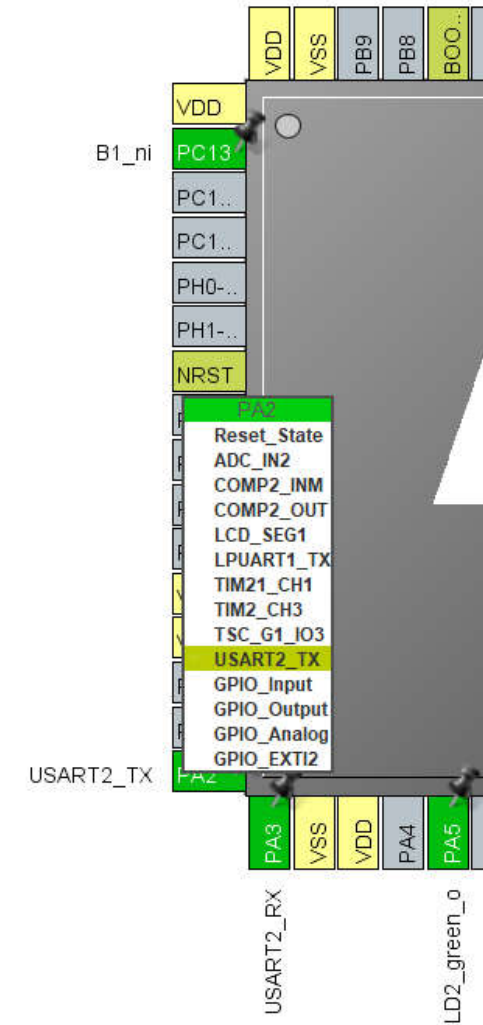 VDD
VSS
PB9
PB8
BOO..
VDD
B1_ni
PC13
PC1..
PC1..
PH0-..
PH1-..
NRST
PA2
Reset_State
ADC_IN2
COMP2_INM
COMP2_OUT
LCD_SEG1
LPUART1_TX
TIM21_CH1
TIM2_CH3
TSC_G1_IO3
USART2_TX
GPIO_Input
GPIO_Output
GPIO_Analog
GPIO_EXTI2
USART2_TX
PA2
PA3
VSS
VDD
PA4
PA5
USART2_RX
LD2_green_o